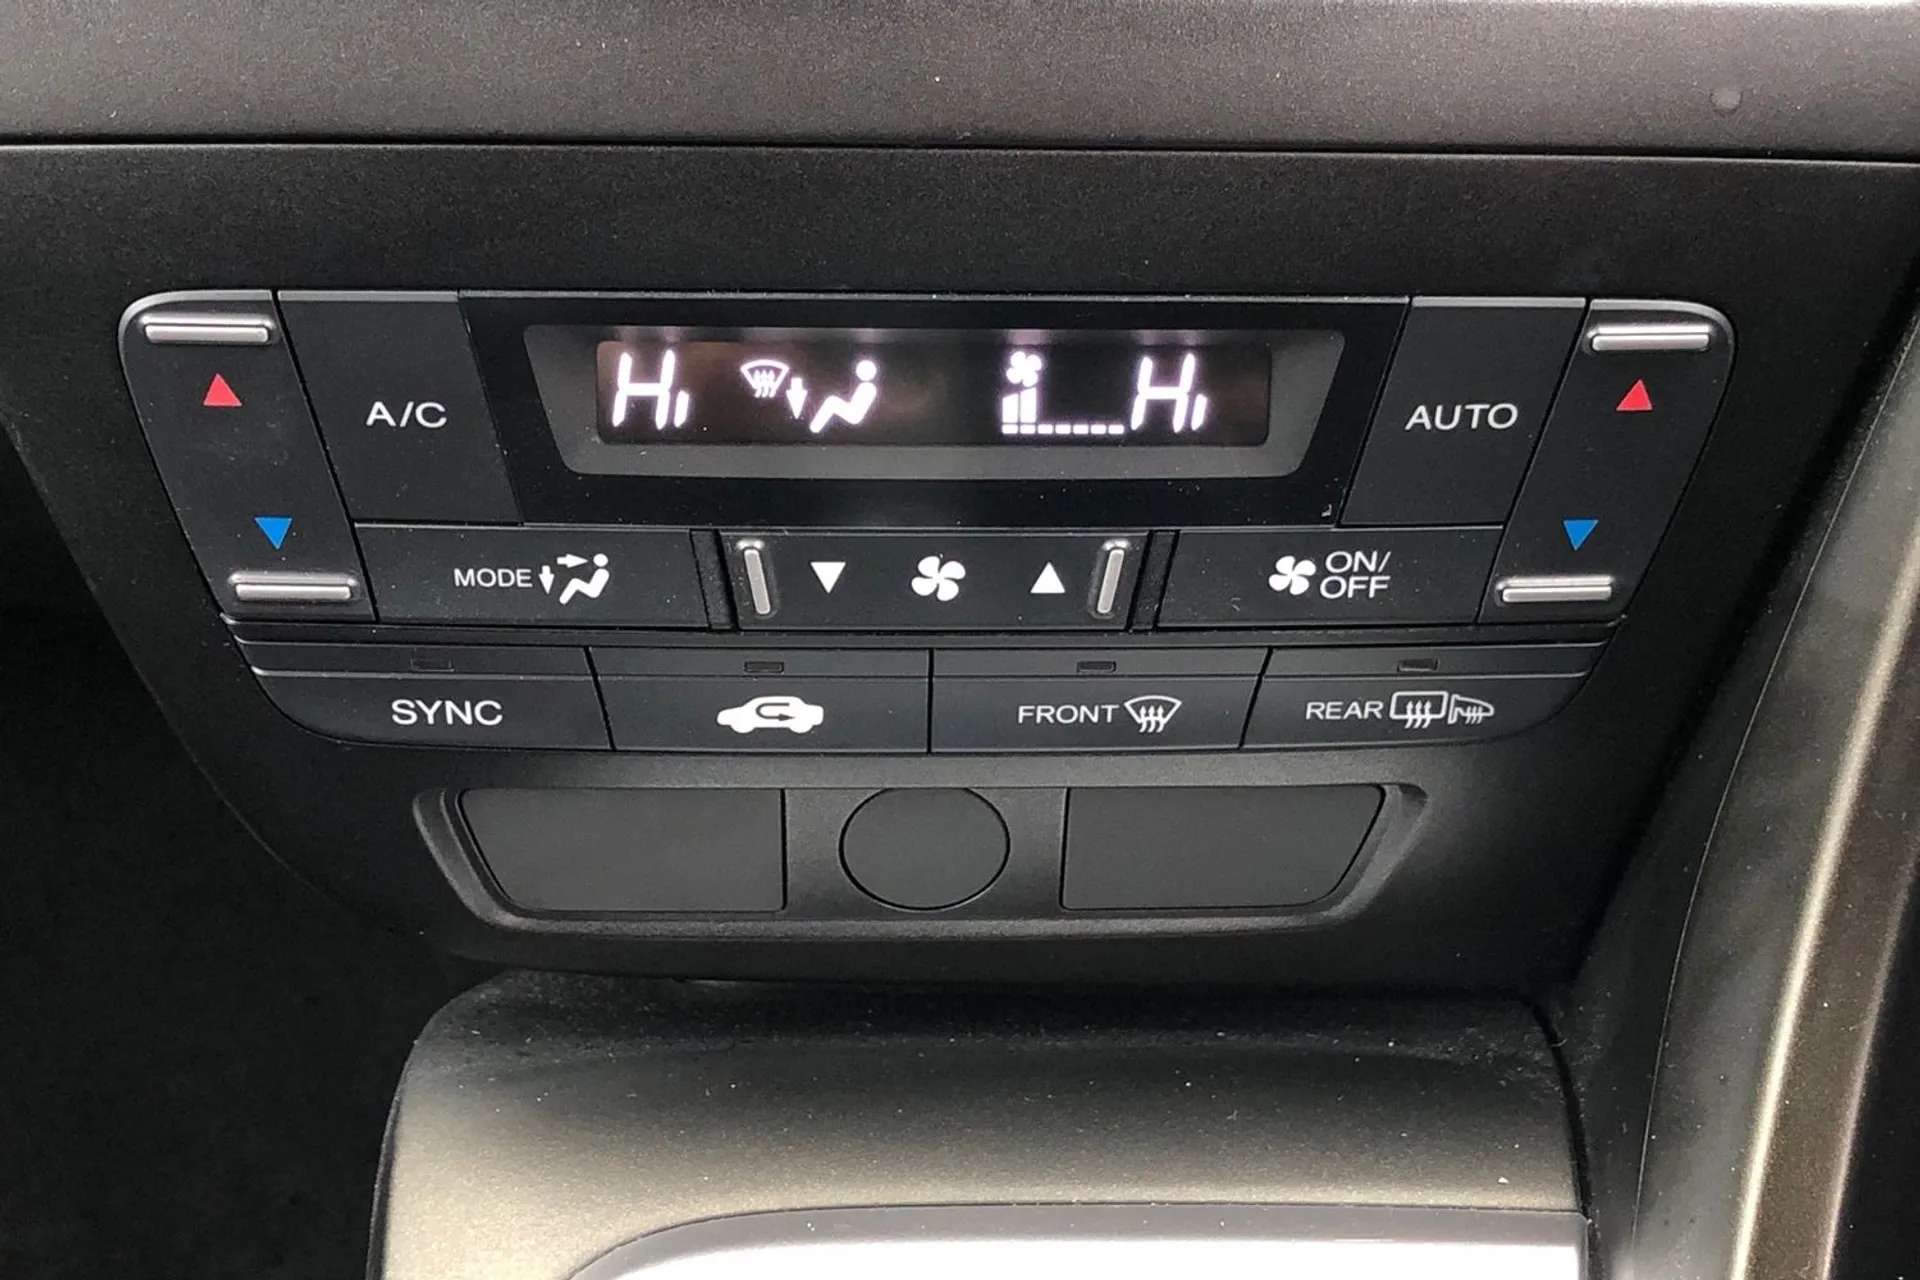 A/C Hi Hi AUTO
MODE ON/
OFF
SYNC FRONT REAR